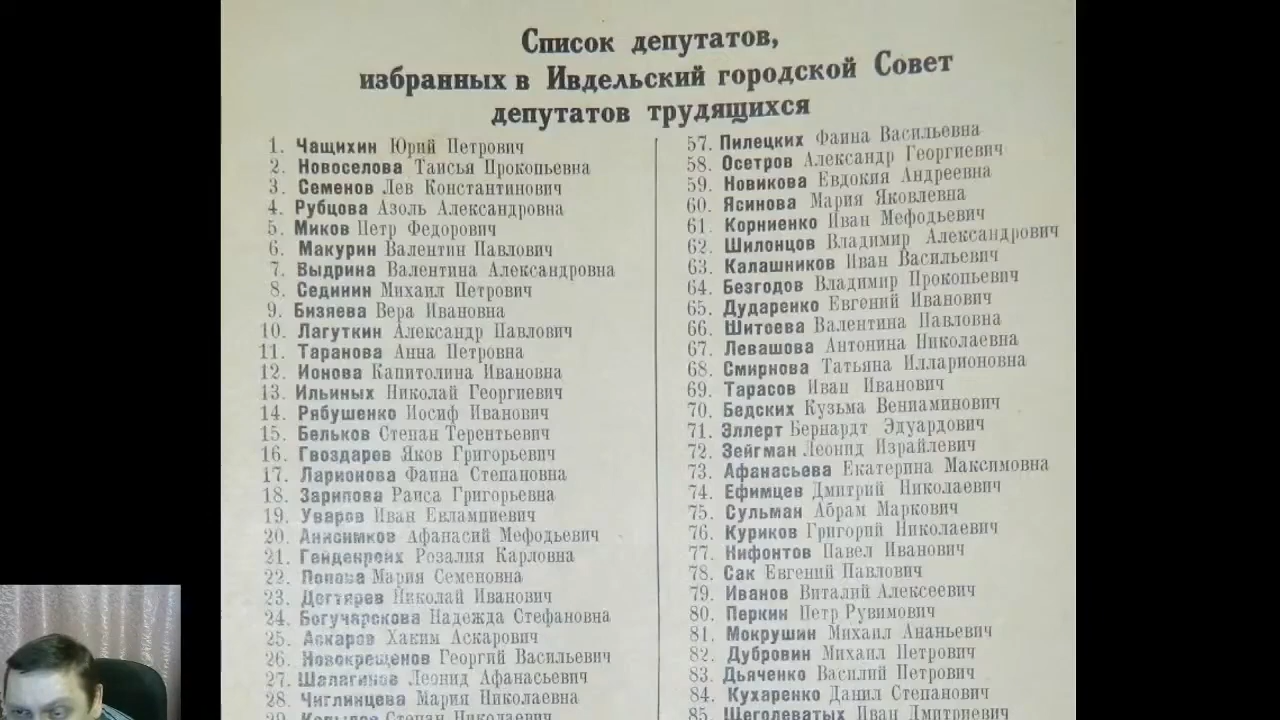 Список депутатов,
избранных в Ивдельский городской Совет
депутатов трудящихся
1. Чащихин Юрий Петрович
2. Новоселова Таисья Прокопьевна
3. Семенов Лев Константинович
4. Рубцова Азоль Александровна
5. Миков Петр Федорович
6. Макурин Валентин Павлович
7. Выдрина Валентина Александровна
8. Сединин Михаил Петрович
9. Бизяева Вера Ивановна
10. Лагуткин Александр Павлович
11. Таранова Анна Петровна
12. Ионова Капитолина Ивановна
13. Ильиных Николай Георгиевич
14. Рябушенко Иосиф Иванович
15. Бельков Степан Терентьевич
16. Гвоздарев Яков Григорьевич
17. Ларионова Фаина Степановна
18. Зарипова Раиса Григорьевна
19. Уваров Иван Евлампиевич
20. Анисимков Афанасий Мефодьевич
21. Гейденрейх Розалия Карловна
22. Попова Мария Семеновна
23. Дегтярев Николай Иванович
24. Богучарскова Надежда Стефановна
25. Аскаров Хаким Аскарович
26. Новокрещенов Георгий Васильевич
27. Шалагинов Леонид Афанасьевич
28. Чиглинцева Мария Николаевна
29. Копылов Степан Николаевич
57. Пилецких Фаина Васильевна
58. Осетров Александр Георгиевич
59. Новикова Евдокия Андреевна
60. Ясинова Мария Яковлевна
61. Корниенко Иван Мефодьевич
62. Шилонцов Владимир Александрович
63. Калашников Иван Васильевич
64. Безгодов Владимир Прокопьевич
65. Дударенко Евгений Иванович
66. Шитоева Валентина Павловна
67. Левашова Антонина Николаевна
68. Смирнова Татьяна Илларионовна
69. Тарасов Иван Иванович
70. Бедских Кузьма Вениаминович
71. Эллерт Бернардт Эдуардович
72. Зейгман Леонид Израйлевич
73. Афанасьева Екатерина Максимовна
74. Ефимцев Дмитрий Николаевич
75. Сульман Абрам Маркович
76. Куриков Григорий Николаевич
77. Нифонтов Павел Иванович
78. Сак Евгений Павлович
79. Иванов Виталий Алексеевич
80. Перкин Петр Рувимович
81. Мокрушин Михаил Ананьевич
82. Дубровин Михаил Петрович
83. Дьяченко Василий Петрович
84. Кухаренко Данил Степанович
85. Щеголеватых Иван Дмитриевич